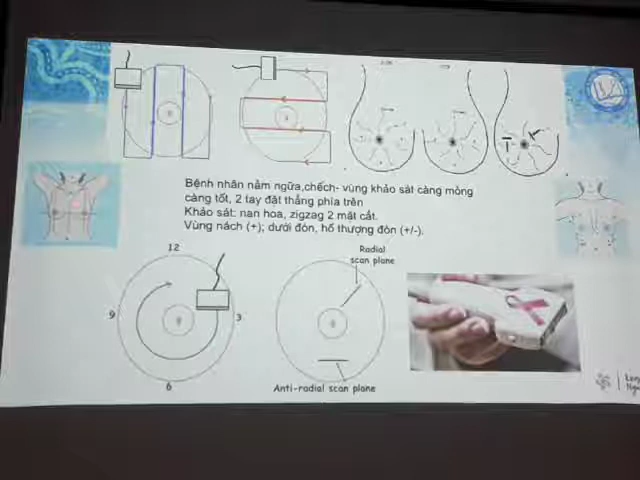 Bệnh nhân nằm ngữa,chếch- vùng khảo sát càng mỏng
càng tốt, 2 tay đặt thẳng phía trên
Khảo sát: nan hoa, zigzag 2 mặt cắt.
Vùng nách (+); dưới đòn, hố thượng đòn (+/-).
12
9
3
6
Radial
scan plane
Anti-radial scan plane